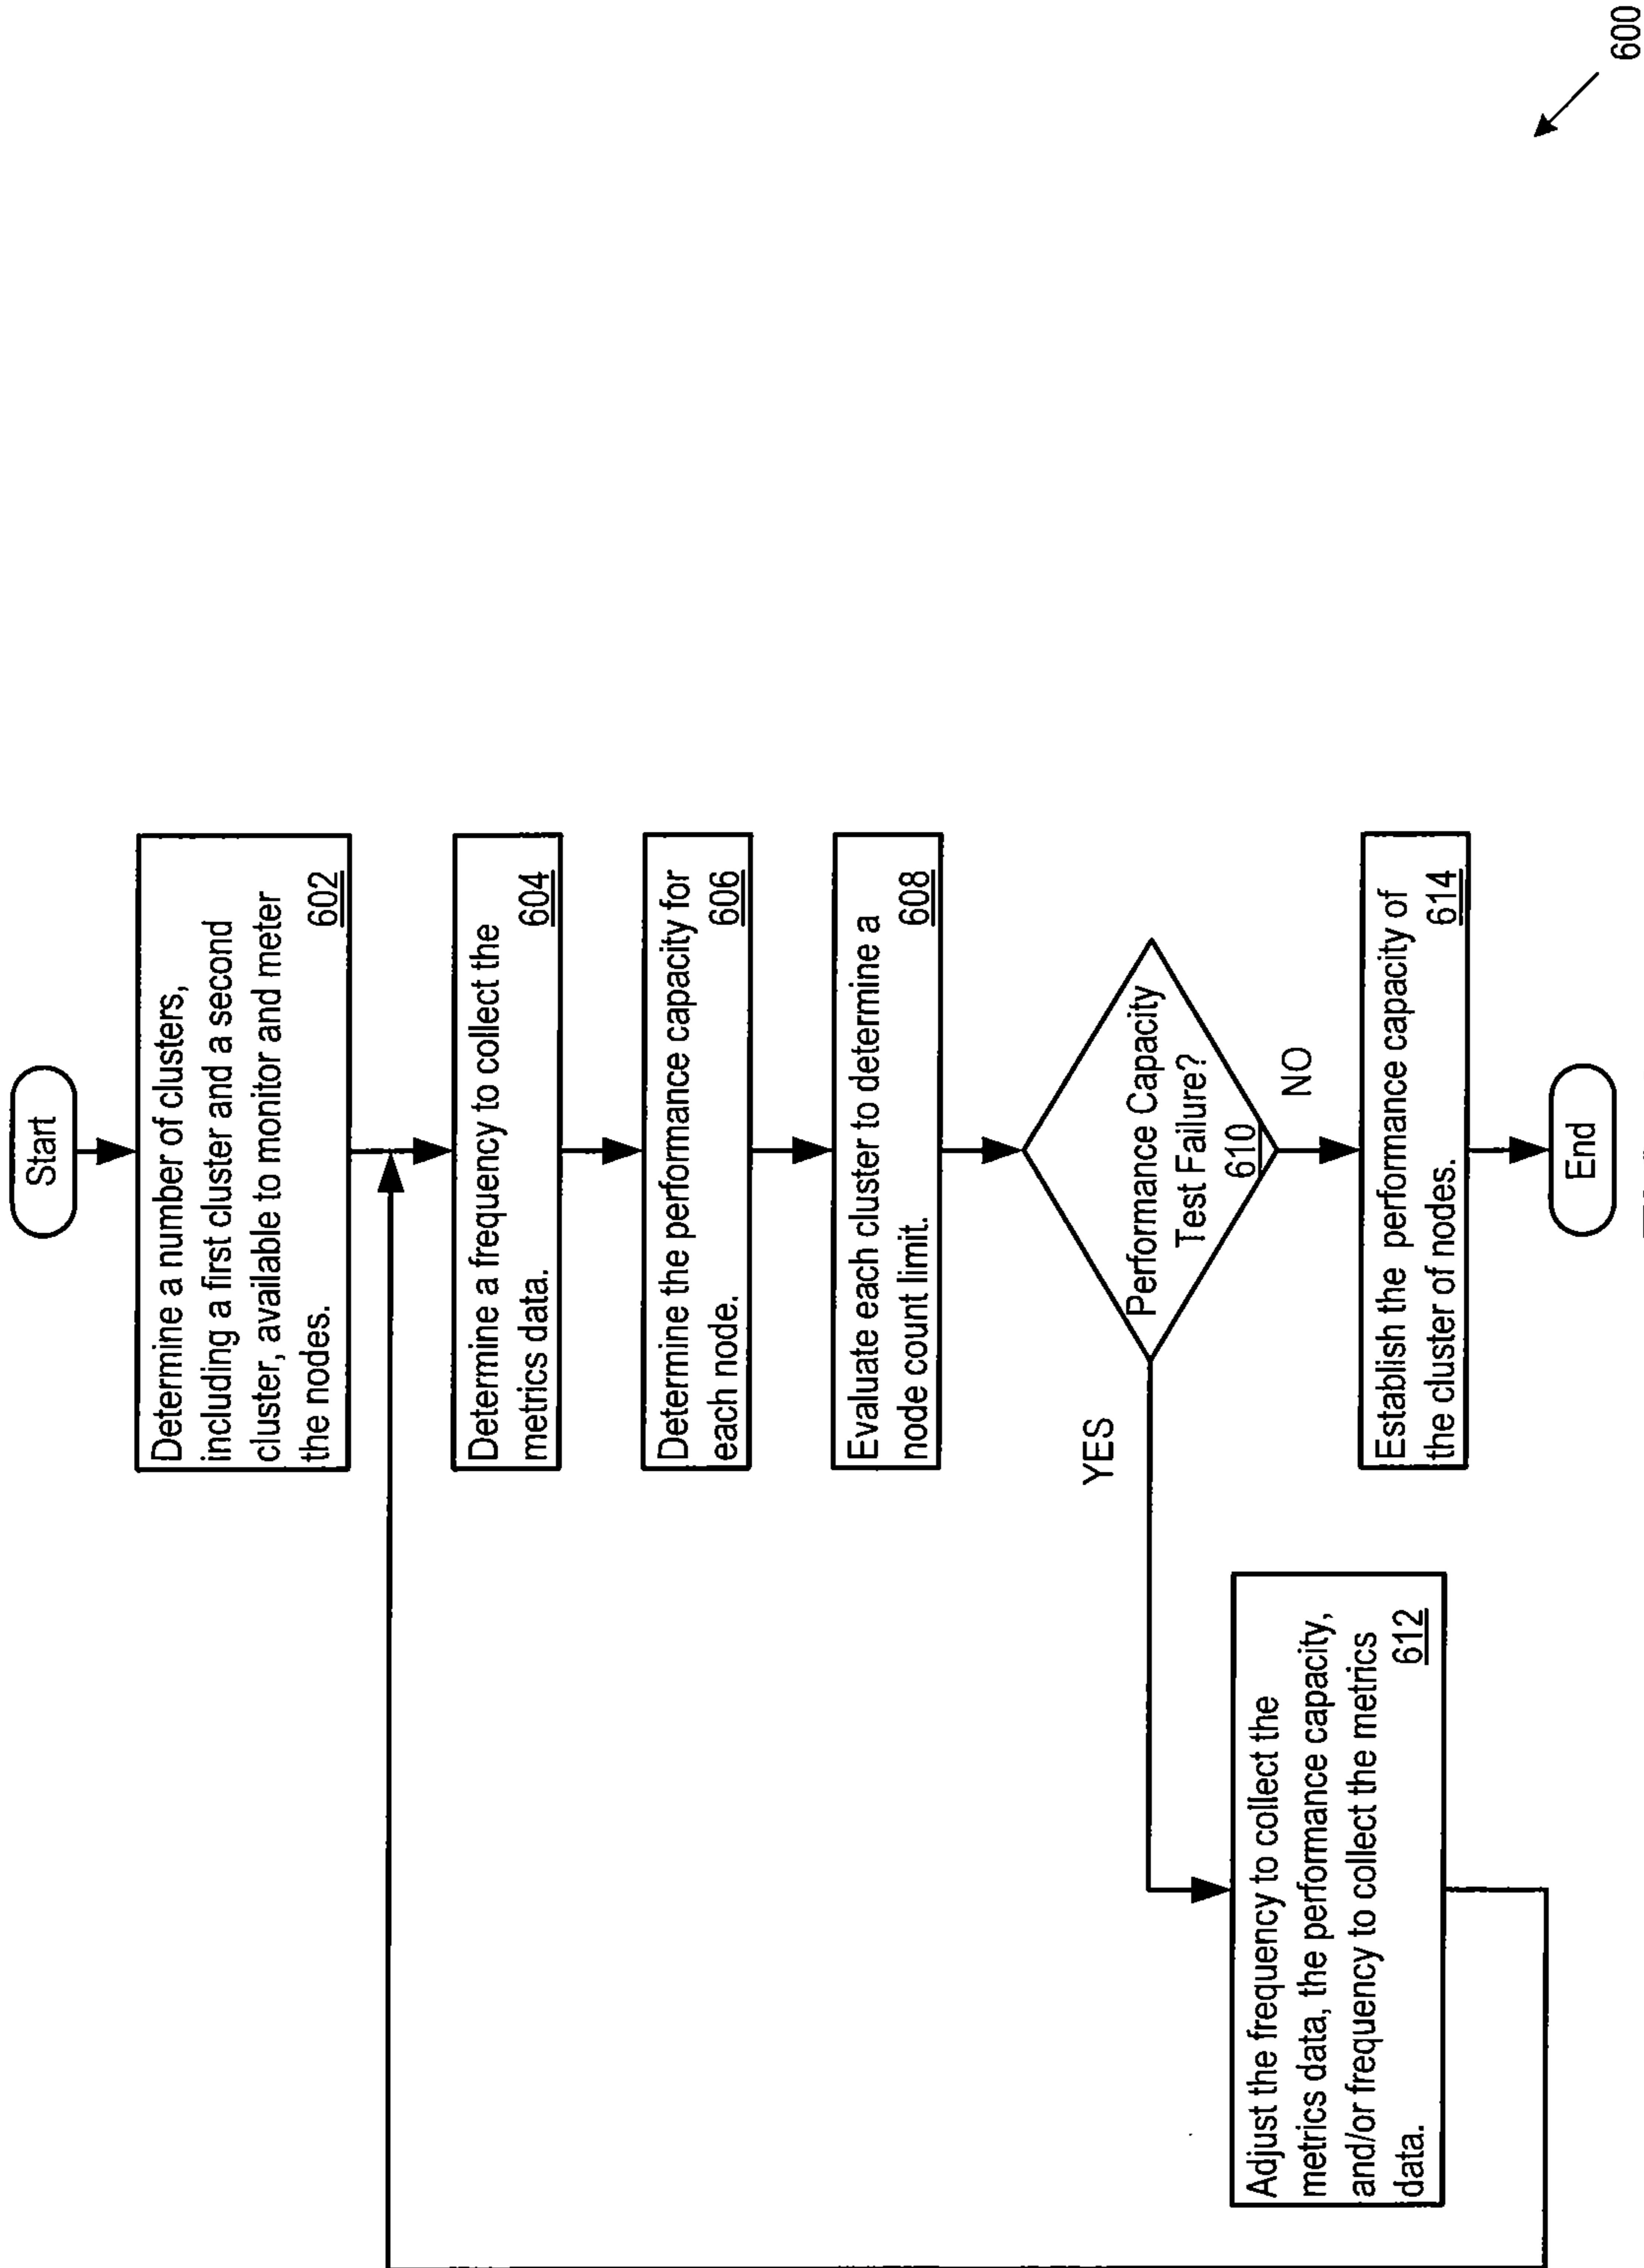 Start
Determine a number of clusters,
including a first cluster and a second
cluster, available to monitor and meter
the nodes.
602
Determine a frequency to collect the
metrics data.
604
Determine the performance capacity for
each node.
606
Evaluate each cluster to determine a
node count limit.
608
Performance Capacity
Test Failure?
610
YES
NO
Adjust the frequency to collect the
metrics data, the performance capacity,
and/or frequency to collect the metrics
data.
612
Establish the performance capacity of
the cluster of nodes.
614
End
600